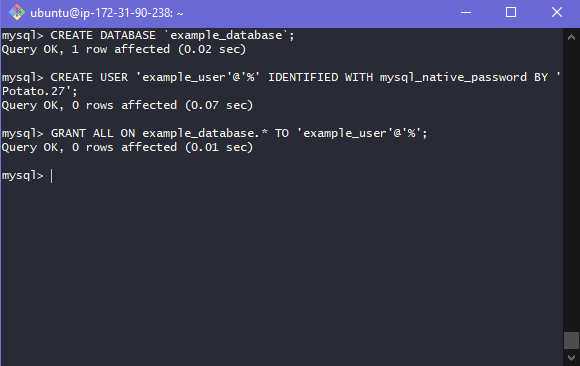 ubuntu@ip-172-31-90-238: ~
mysql> CREATE DATABASE `example_database`;
Query OK, 1 row affected (0.02 sec)
mysql> CREATE USER 'example_user'@'%' IDENTIFIED WITH mysql_native_password BY '
Potato.27';
Query OK, 0 rows affected (0.07 sec)
mysql> GRANT ALL ON example_database.* TO 'example_user'@'%';
Query OK, 0 rows affected (0.01 sec)
mysql>